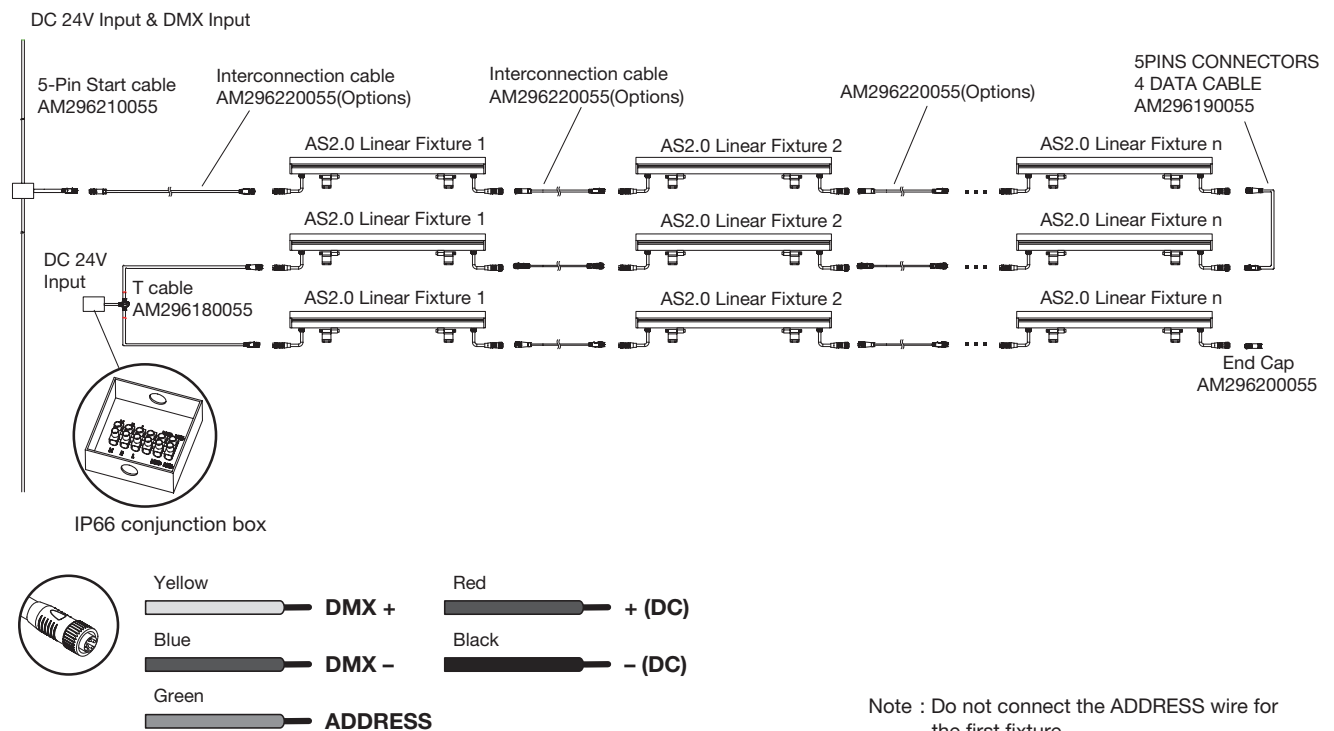 DC 24V Input & DMX Input
5-Pin Start cable
AM296210055
Interconnection cable
AM296220055(Options)
Interconnection cable
AM296220055(Options)
AM296220055(Options)
5PINS CONNECTORS
4 DATA CABLE
AM296190055
AS2.0 Linear Fixture 1
AS2.0 Linear Fixture 2
AS2.0 Linear Fixture n
AS2.0 Linear Fixture 1
AS2.0 Linear Fixture 2
AS2.0 Linear Fixture n
DC 24V
Input
T cable
AM296180055
AS2.0 Linear Fixture 1
AS2.0 Linear Fixture 2
AS2.0 Linear Fixture n
End Cap
AM296200055
IP66 conjunction box
Yellow
DMX +
Red
+ (DC)
Blue
DMX –
Black
– (DC)
Green
ADDRESS
Note : Do not connect the ADDRESS wire for
the first fixture